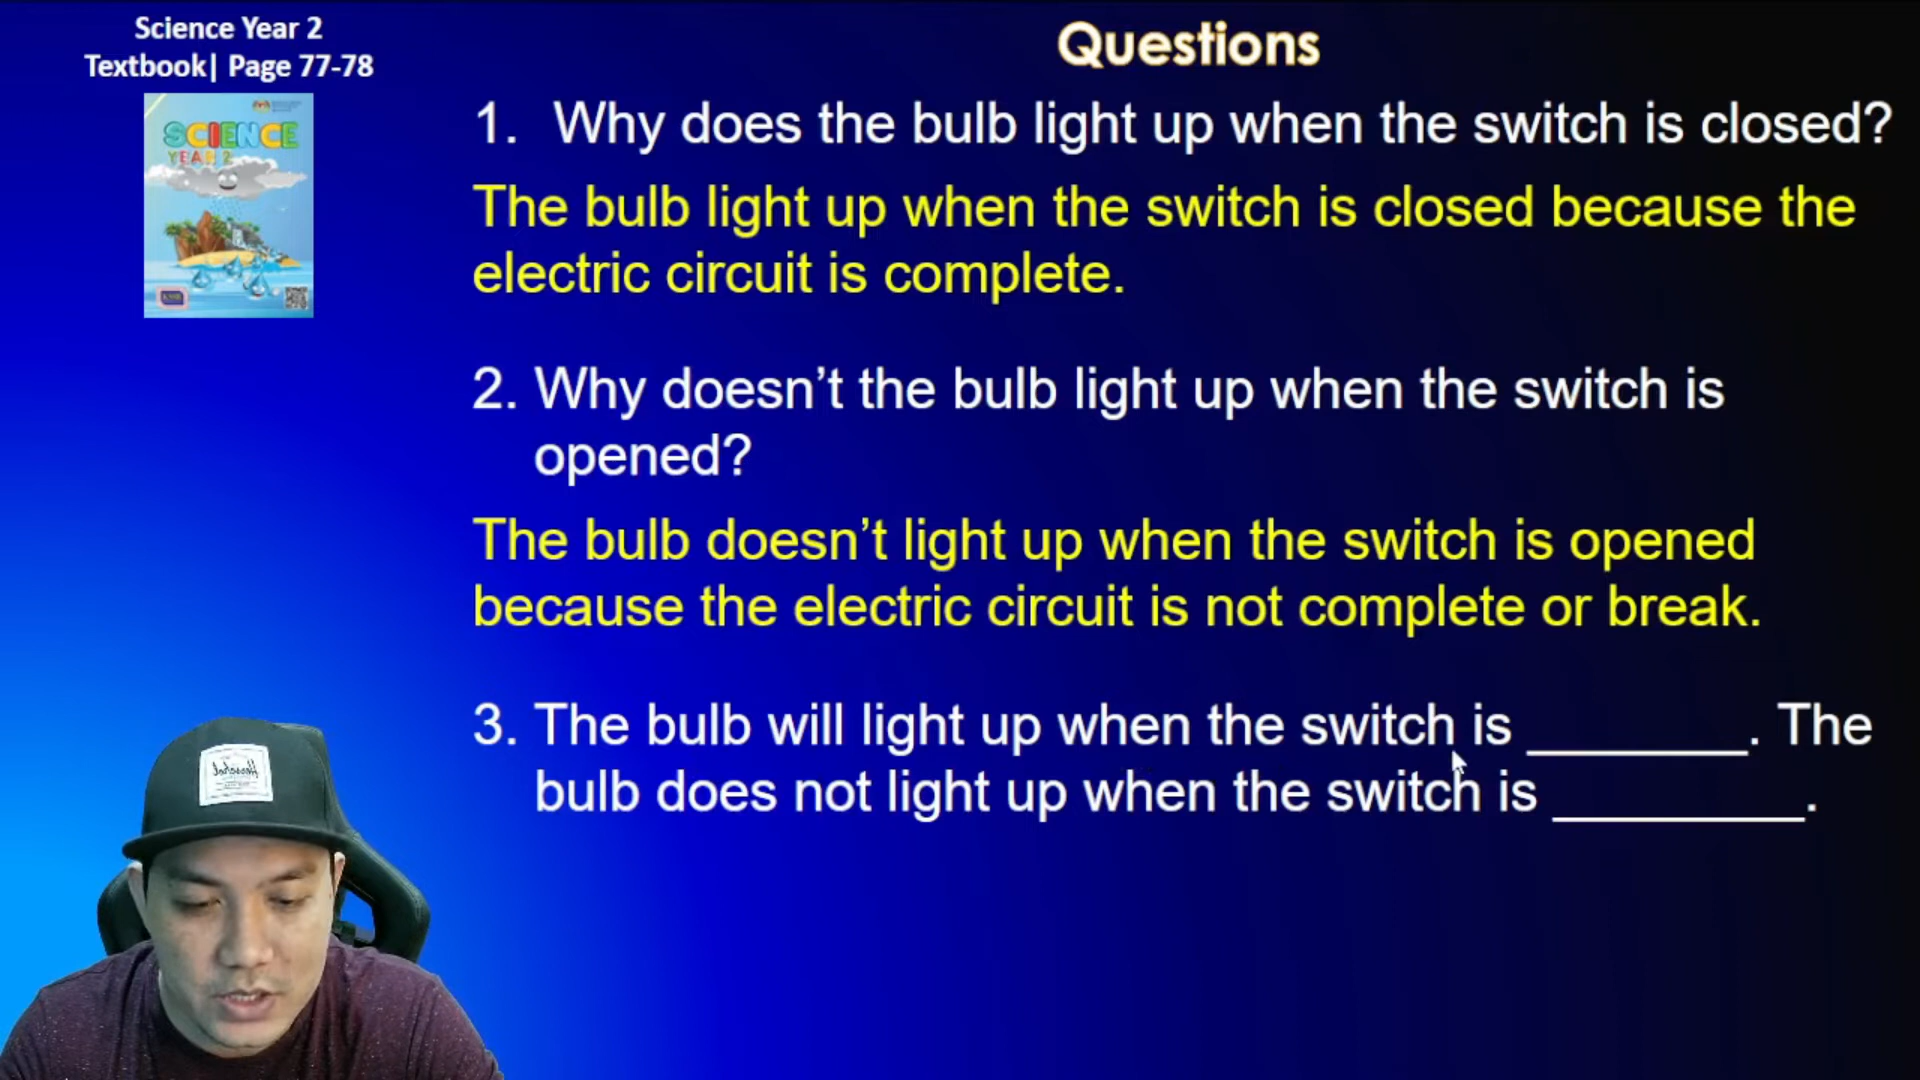 Science Year 2
Textbook| Page 77-78
SCIENCE
YEAR 2
Questions
1. Why does the bulb light up when the switch is closed?
The bulb light up when the switch is closed because the
electric circuit is complete.
2. Why doesn’t the bulb light up when the switch is
opened?
The bulb doesn’t light up when the switch is opened
because the electric circuit is not complete or break.
3. The bulb will light up when the switch is ________. The
bulb does not light up when the switch is _________.
Herschel